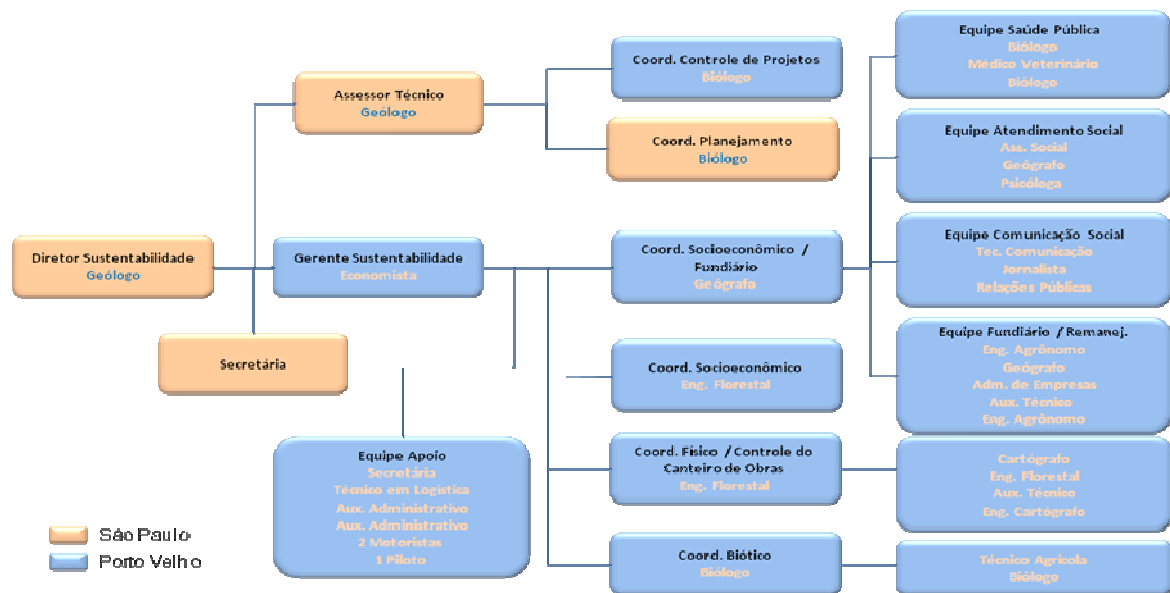 Diretor Sustentabilidade
Geólogo
Secretária
Assessor Técnico
Geólogo
Gerente Sustentabilidade
Economista
Equipe Apoio
Secretária
Técnico em Logística
Aux. Administrativo
Aux. Administrativo
2 Motoristas
1 Piloto
Coord. Controle de Projetos
Biólogo
Coord. Planejamento
Biólogo
Coord. Socioeconômico /
Fundiário
Geógrafo
Coord. Socioeconômico
Eng. Florestal
Coord. Físico / Controle do
Canteiro de Obras
Eng. Florestal
Coord. Biótico
Biólogo
Equipe Saúde Pública
Biólogo
Médico Veterinário
Biólogo
Equipe Atendimento Social
Ass. Social
Geógrafo
Psicóloga
Equipe Comunicação Social
Tec. Comunicação
Jornalista
Relações Públicas
Equipe Fundiário / Remanej.
Eng. Agrônomo
Geógrafo
Adm. de Empresas
Aux. Técnico
Eng. Agrônomo
Cartógrafo
Eng. Florestal
Aux. Técnico
Eng. Cartógrafo
Técnico Agrícola
Biólogo
São Paulo
Porto Velho